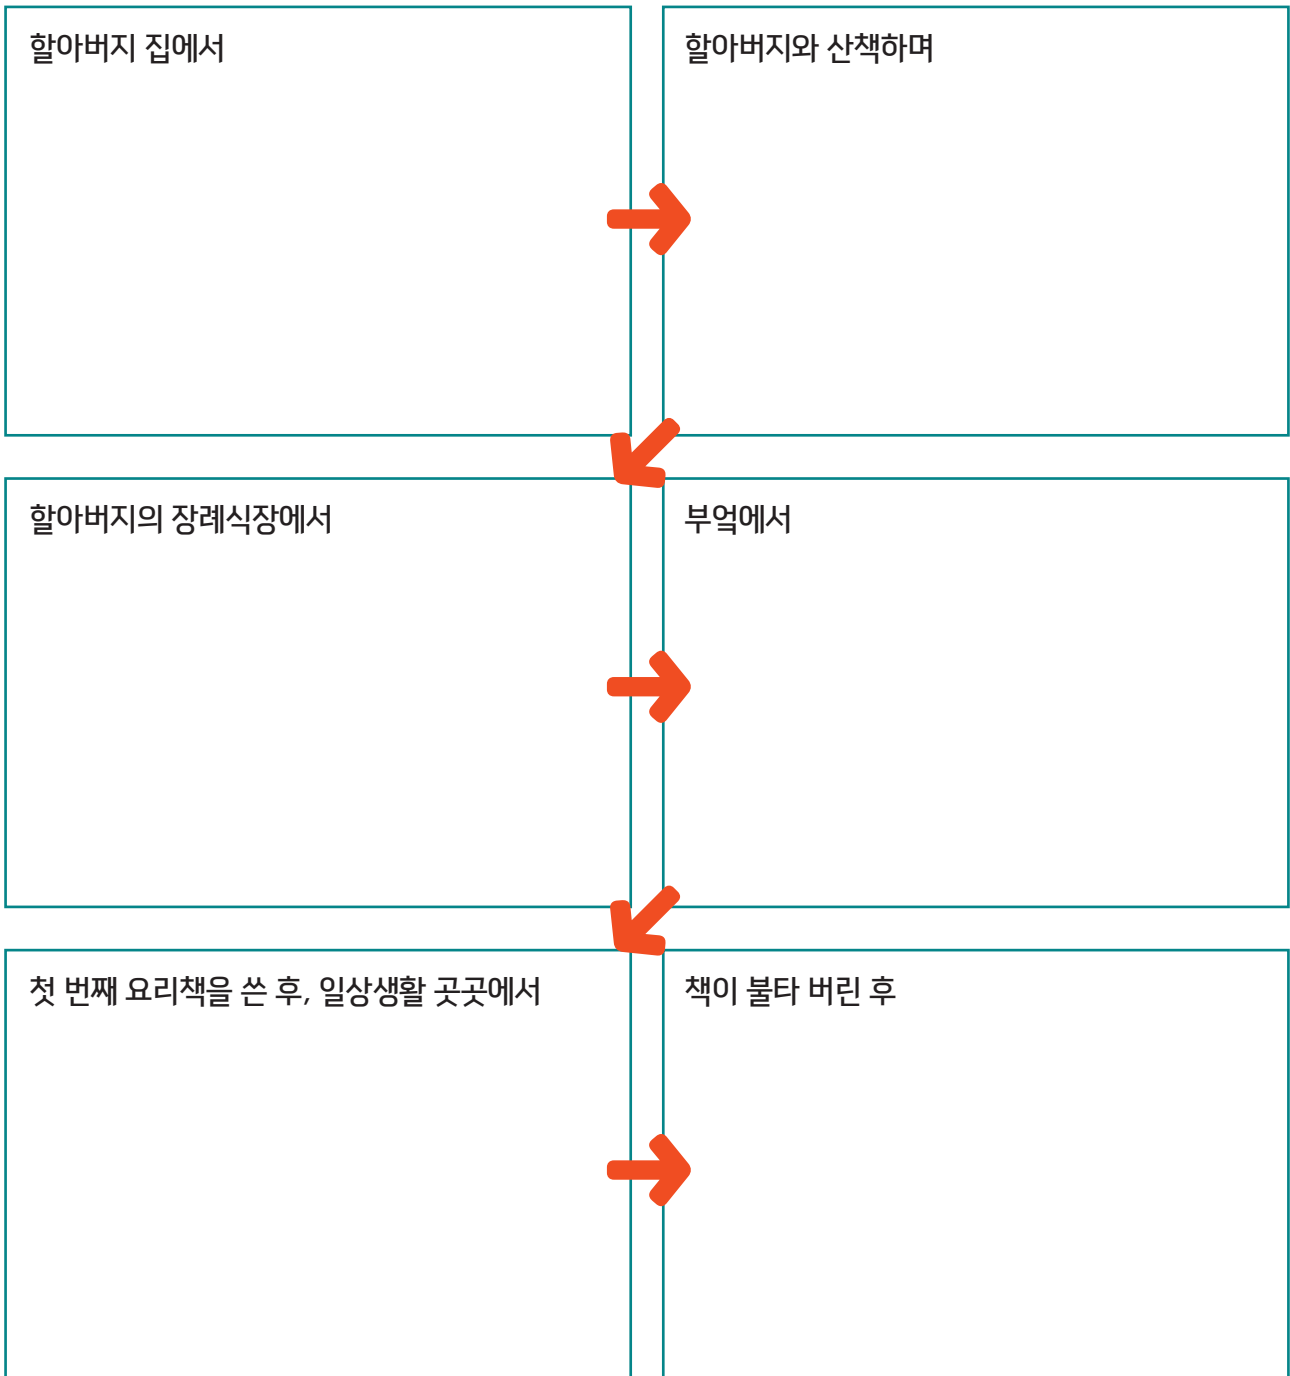 할아버지 집에서
할아버지와 산책하며
할아버지의 장례식장에서
부엌에서
첫 번째 요리책을 쓴 후, 일상생활 곳곳에서
책이 불타 버린 후